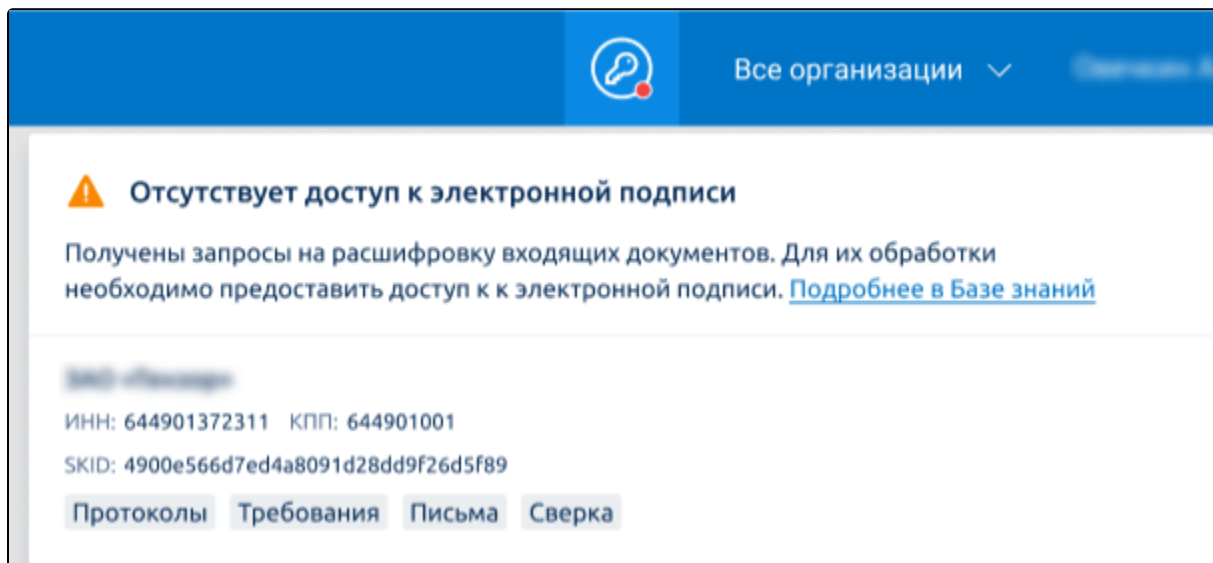 Все организации
Отсутствует доступ к электронной подписи
Получены запросы на расшифровку входящих документов. Для их обработки
необходимо предоставить доступ к к электронной подписи. Подробнее в Базе знаний
ИНН: 644901372311 КПП: 644901001
SKID: 4900e566d7ed4a8091d28dd9f26d5f89
Протоколы Требования Письма Сверка